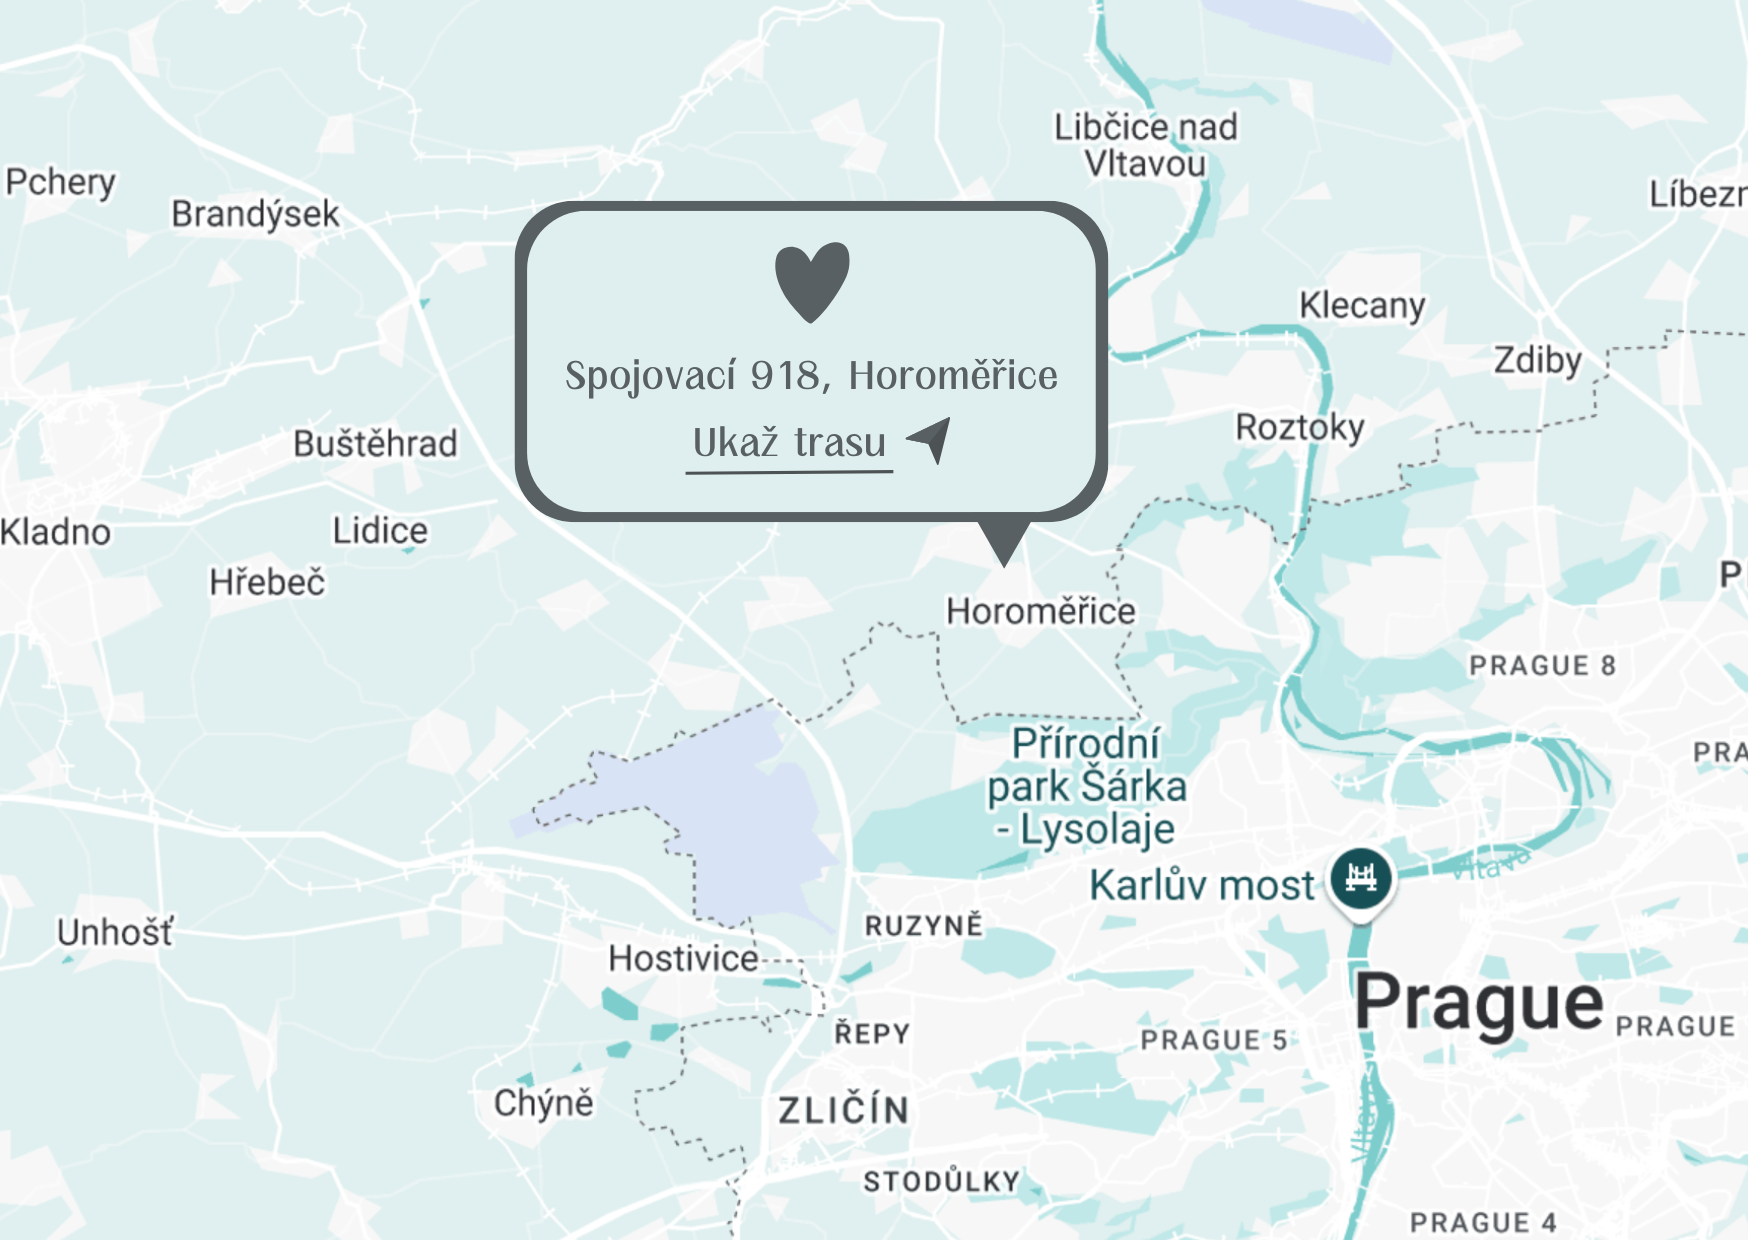 Libčice nad
Vltavou
Pchery
Brandýsek
Líbezn
Klecany
Zdiby
Spojovací 918, Horoměřice
Ukaž trasu
Roztoky
Buštěhrad
Kladno
Lidice
Hřebeč
Horoměřice
PRAGUE 8
Přírodní
park Šárka
- Lysolaje
PRA
Karlův most
Vltava
RUZYNĚ
Unhošť
Hostivice
Prague
PRAGUE
ŘEPY
PRAGUE 5
Chýně
ZLIČÍN
Vltava
STODŮLKY
PRAGUE 4